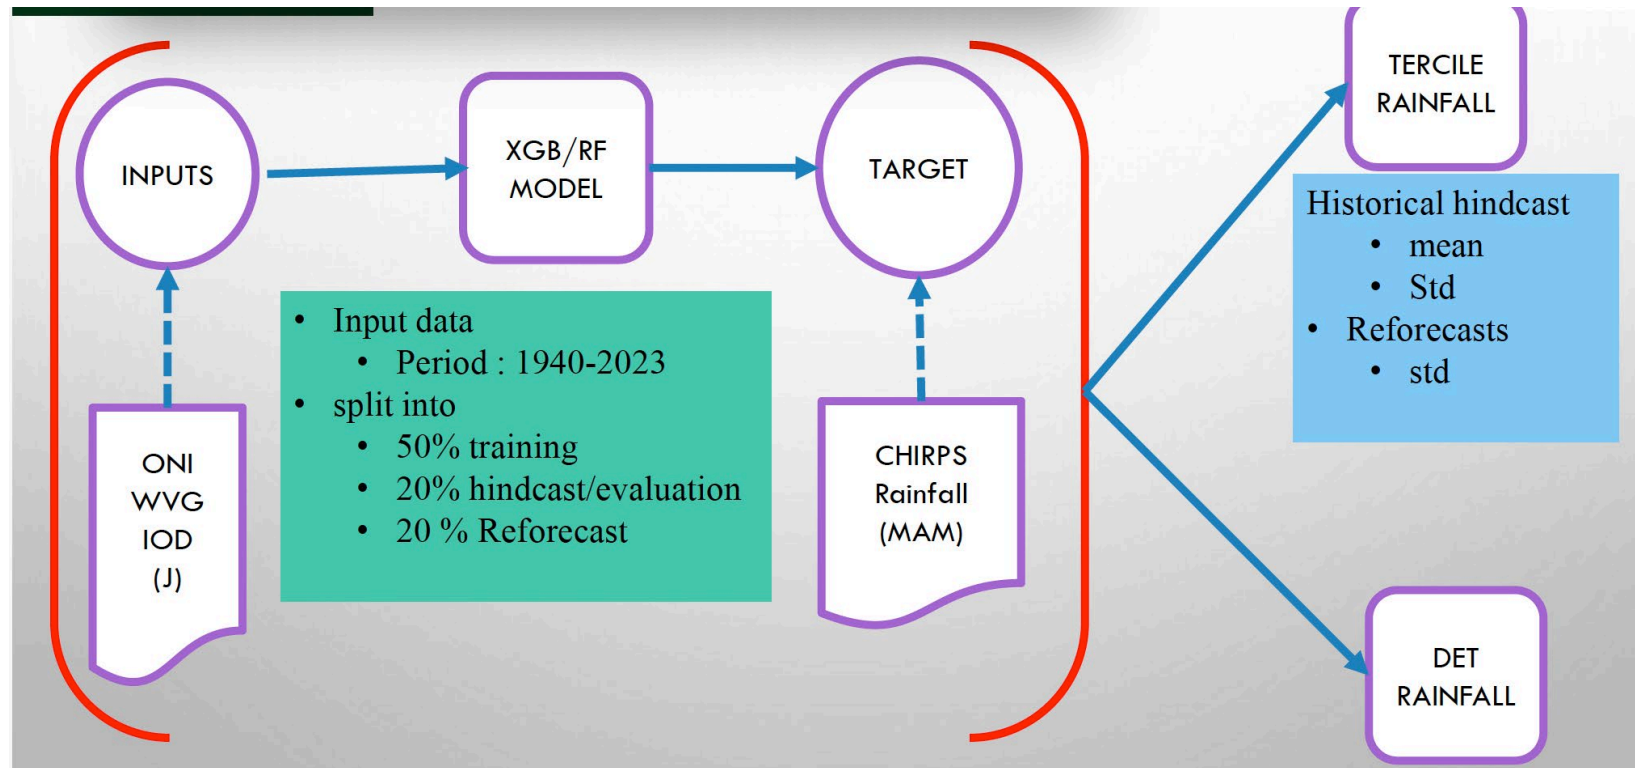 INPUTS
XGB/RF
MODEL
TARGET
TERCILE
RAINFALL
Historical hindcast
• mean
• Std
• Reforecasts
• std
• Input data
• Period : 1940-2023
• split into
• 50% training
• 20% hindcast/evaluation
• 20 % Reforecast
ONI
WVG
IOD
(J)
CHIRPS
Rainfall
(MAM)
DET
RAINFALL